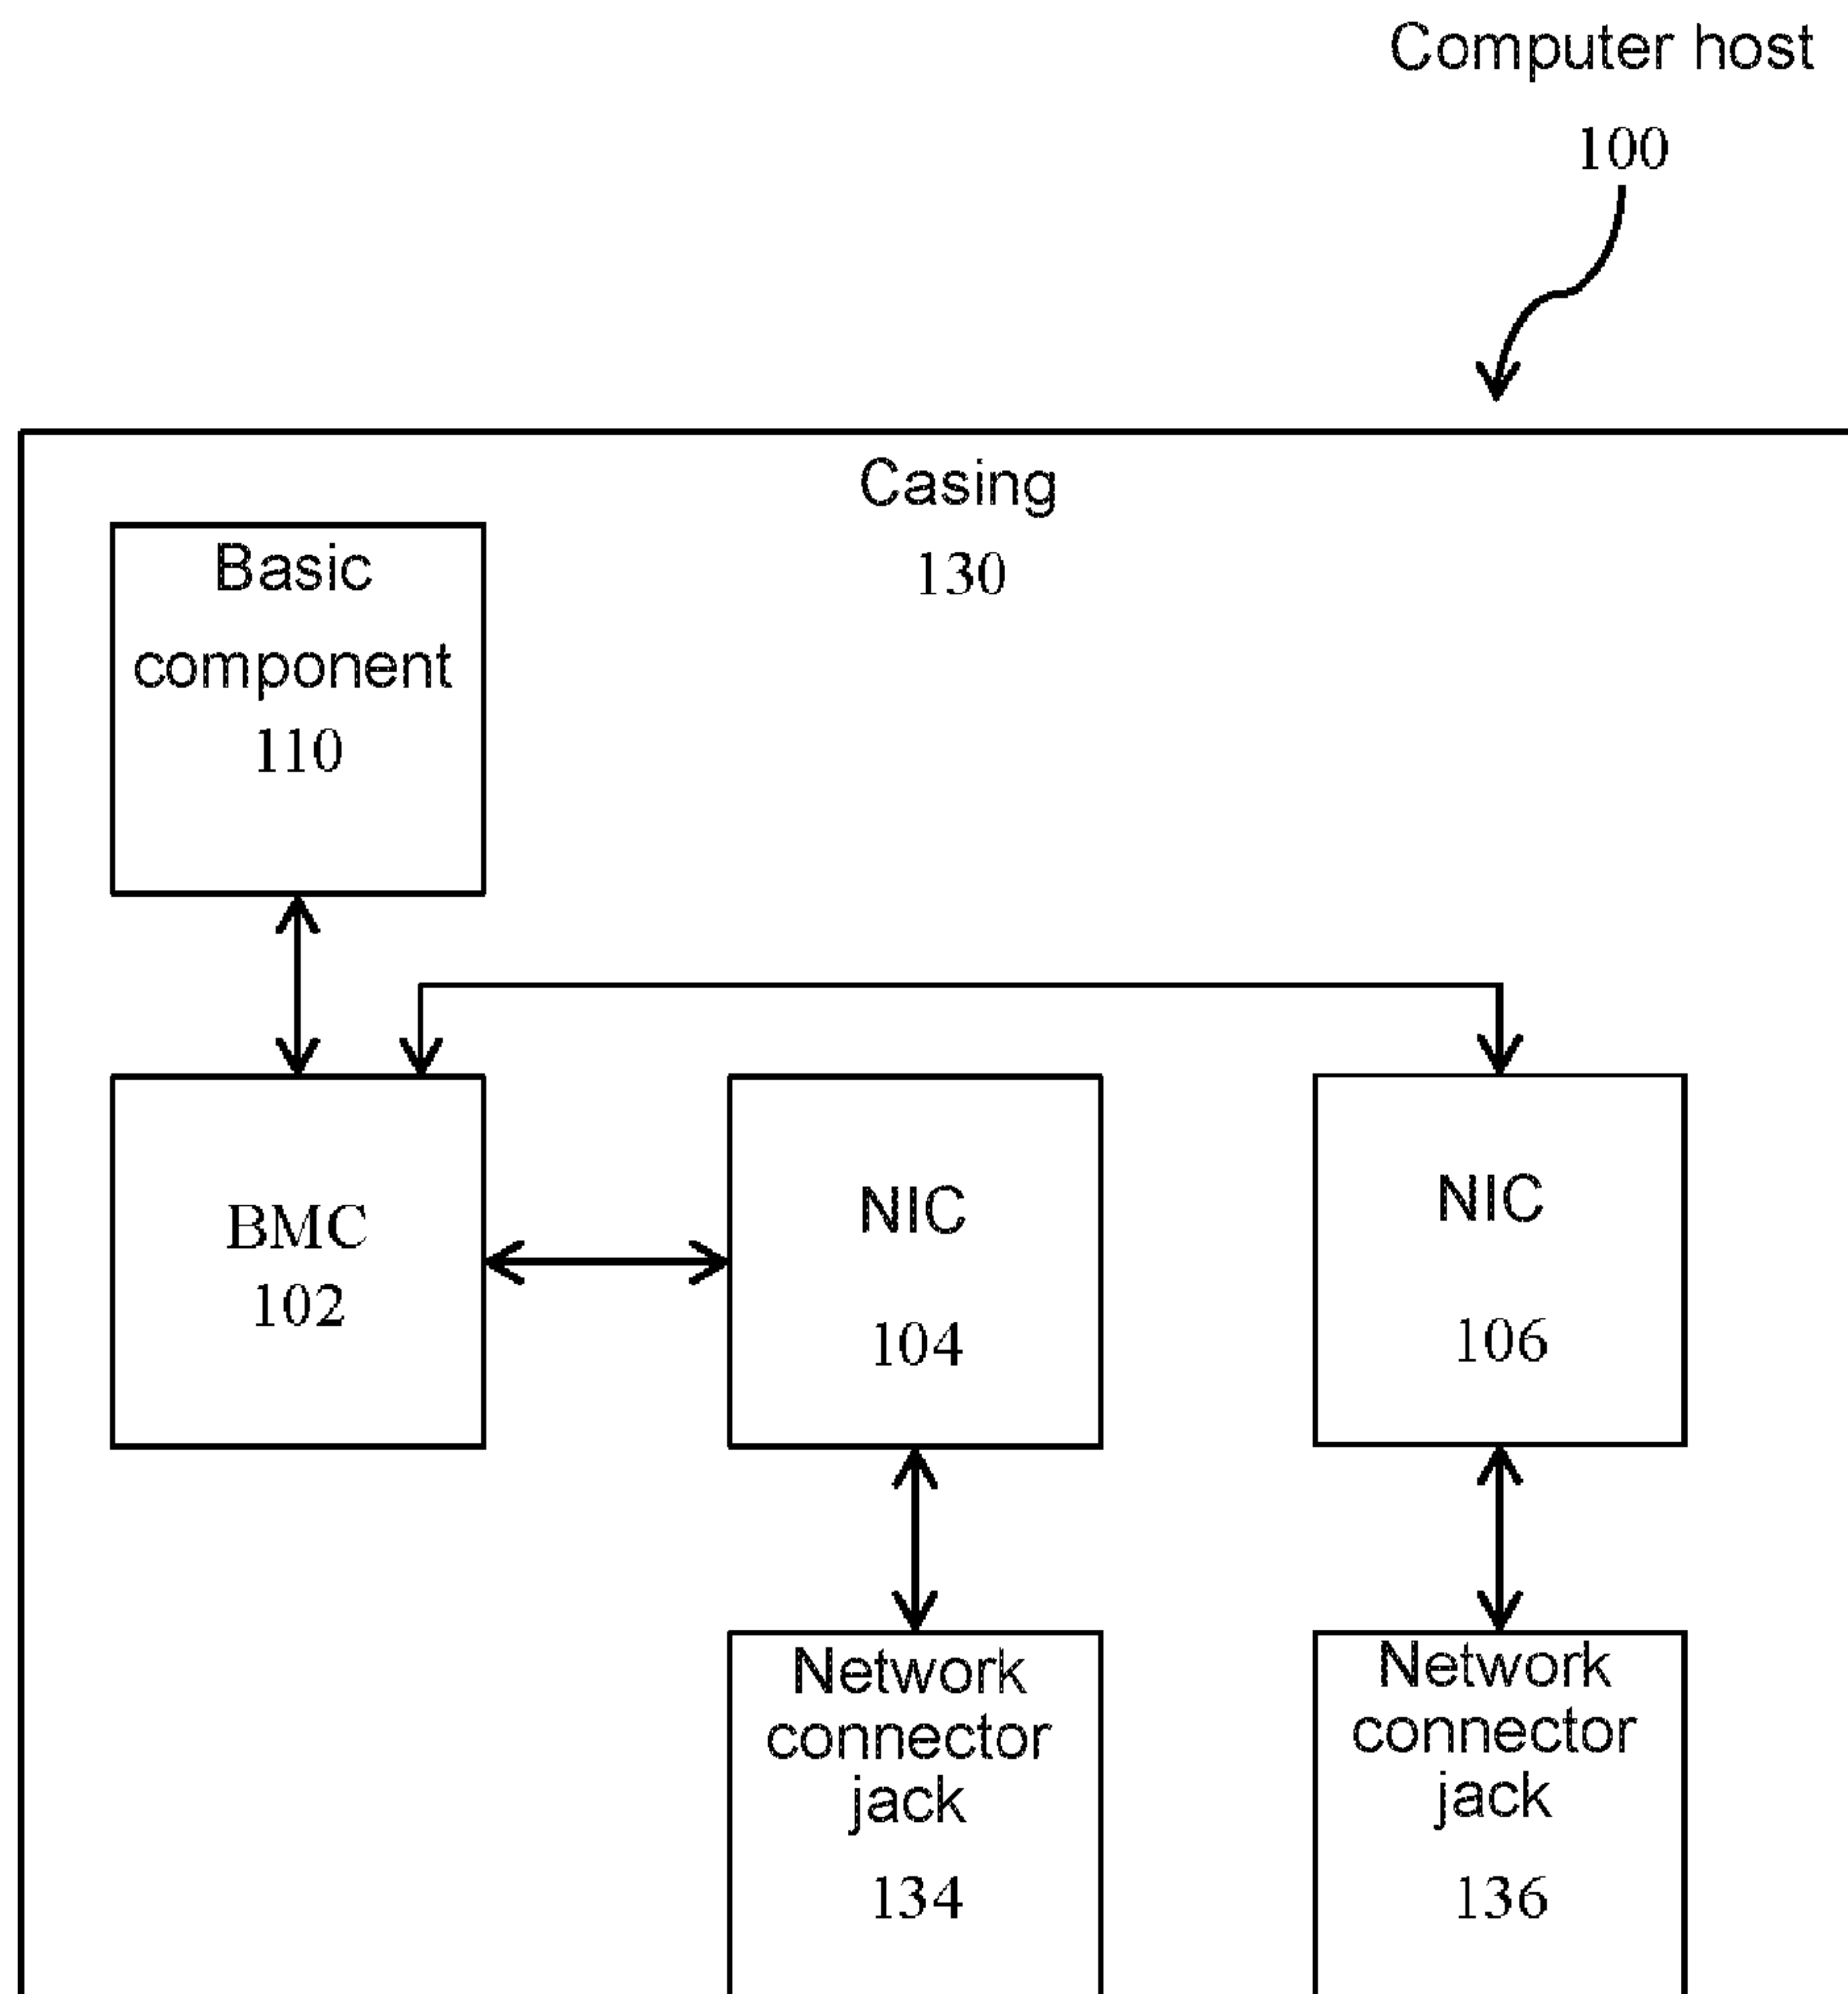 Computer host
100
Casing
130
Basic
component
110
BMC
102
NIC
104
NIC
106
Network
connector
jack
134
Network
connector
jack
136